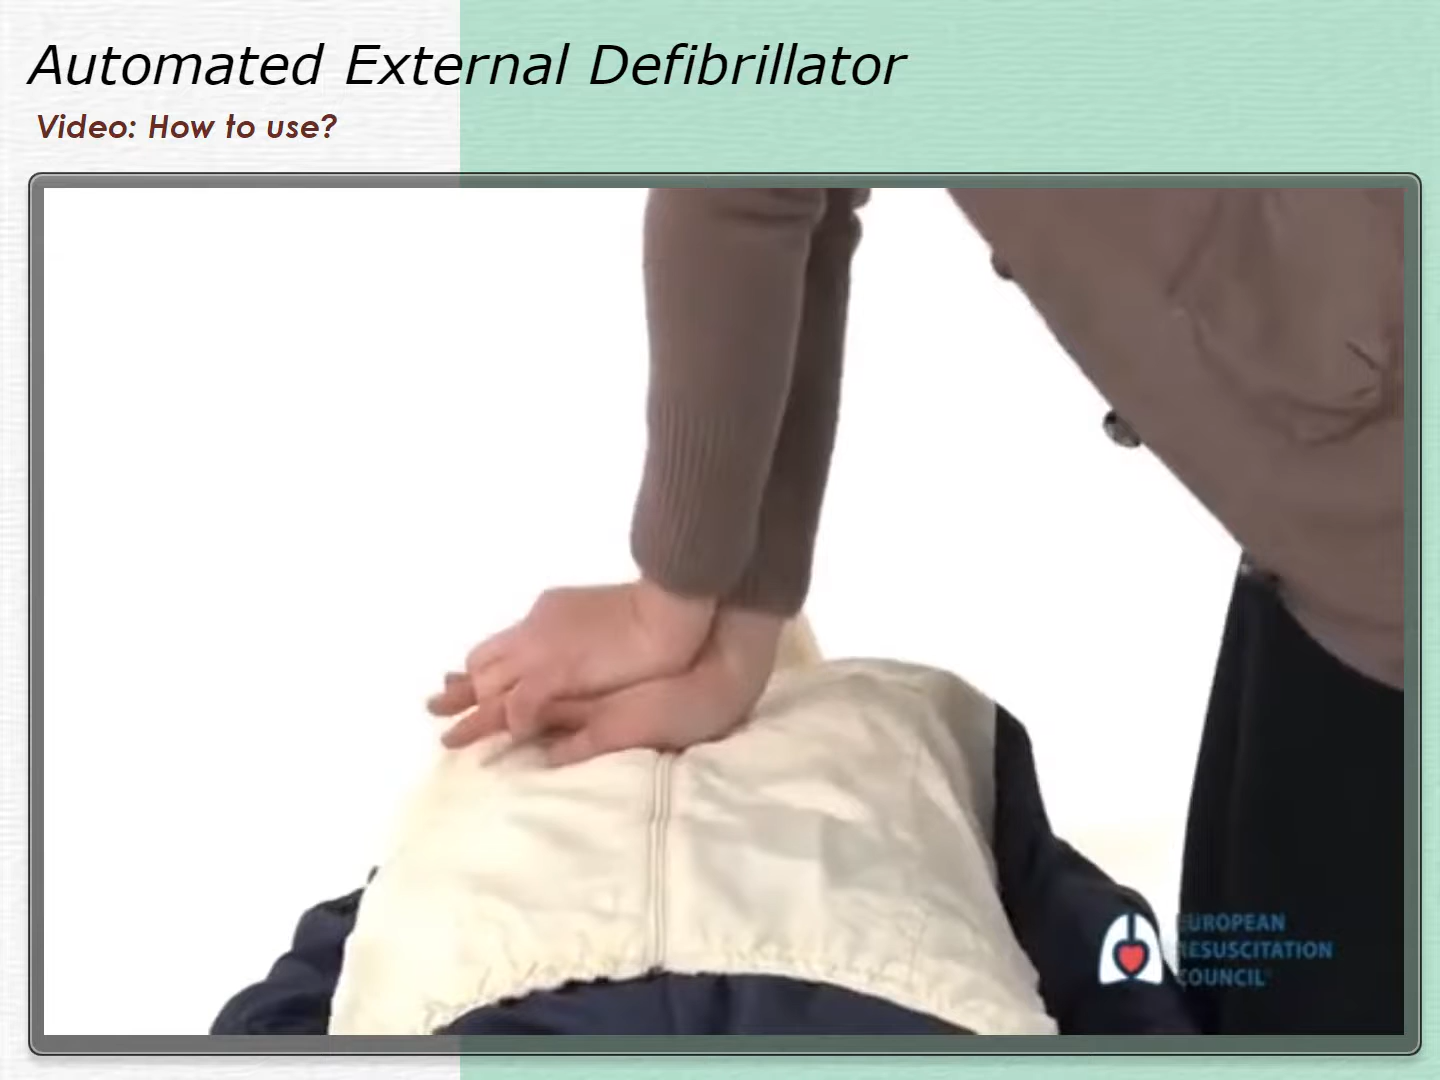 Automated External Defibrillator
Video: How to use?
EUROPEAN
RESUSCITATION
COUNCIL